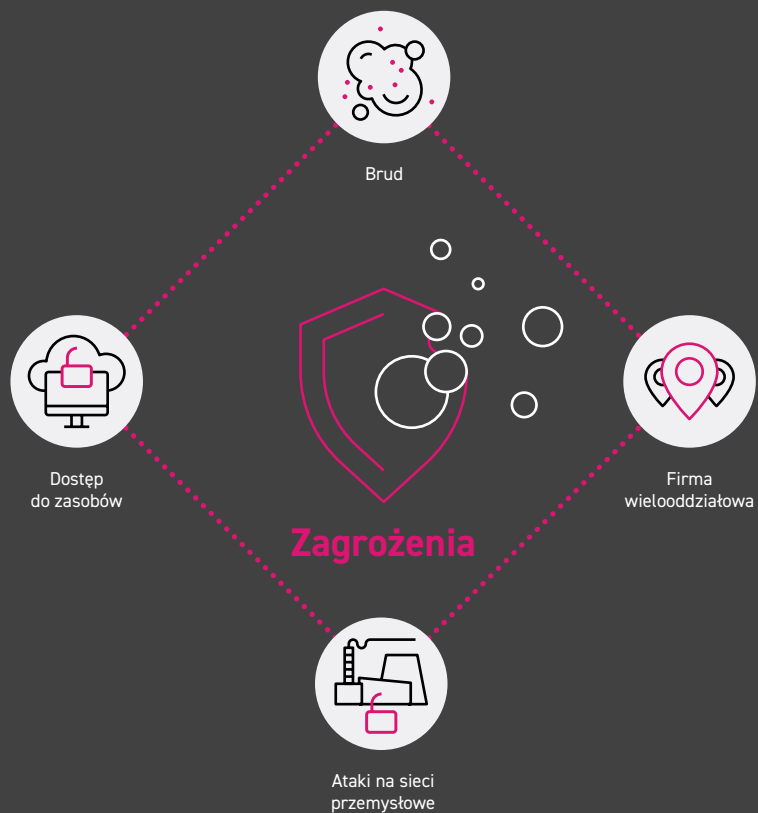 Brud
Dostęp
do zasobów
Firma
wielooddziałowa
Zagrożenia
Ataki na sieci
przemysłowe